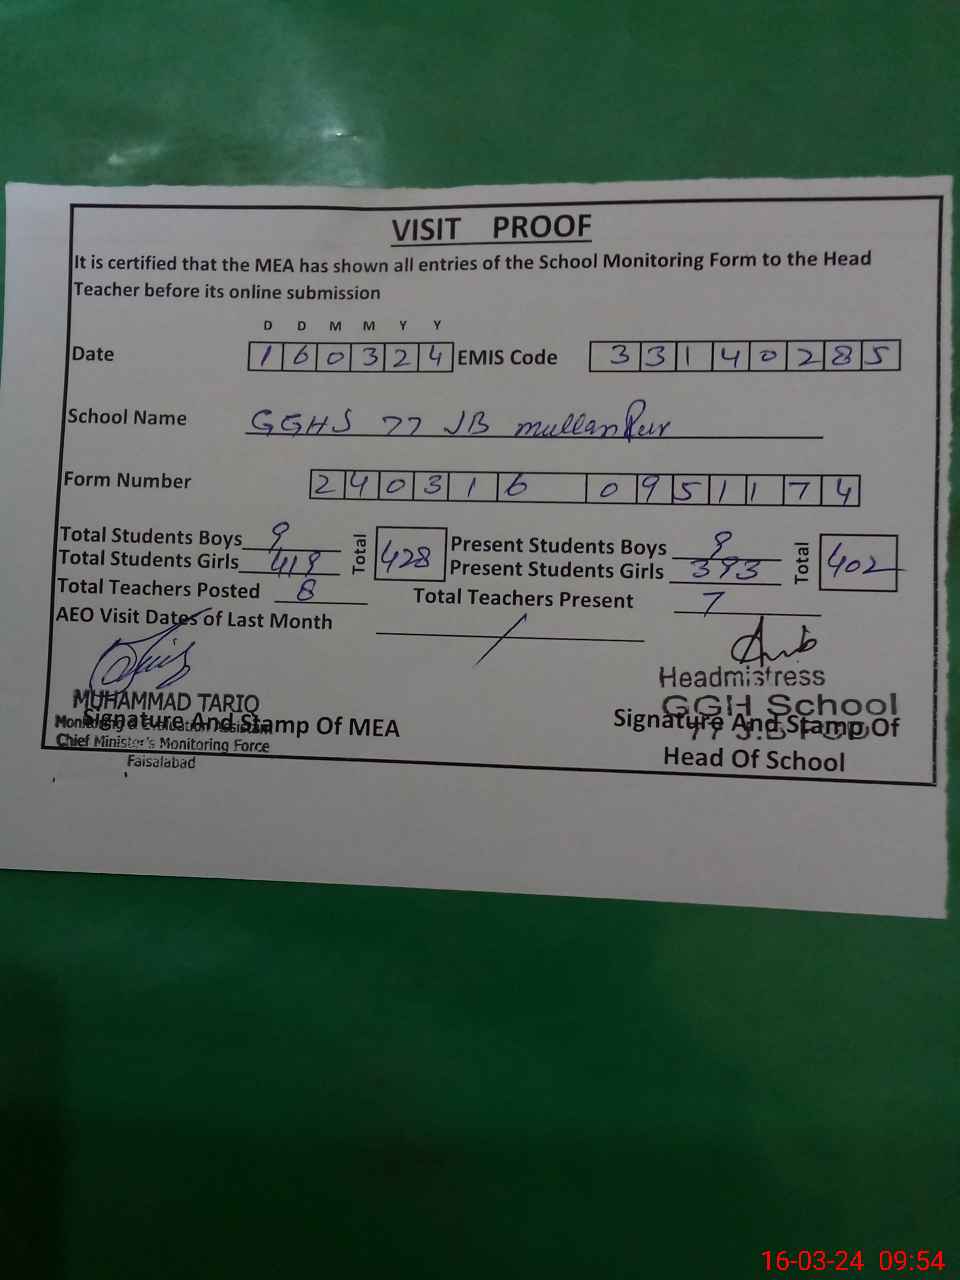 VISIT PROOF
It is certified that the MEA has shown all entries of the School Monitoring Form to the Head
Teacher before its online submission
D D M M Y Y
Date 1 6 0 3 2 4 EMIS Code 3 3 1 4 0 2 8 5
School Name GGHS 77 JB mullanpur
Form Number 2 4 0 3 1 6 0 9 5 1 1 7 4
Total Students Boys 9 Total 428 Present Students Boys 9 Total 402
Total Students Girls 419 Present Students Girls 393
Total Teachers Posted 8 Total Teachers Present 7
AEO Visit Dates of Last Month /
MUHAMMAD TARIQ Headmistress
Signature And Stamp Of MEA GGH School
Monitoring & Evaluation Assistant Signature And Stamp Of
Chief Minister's Monitoring Force 77 J.B FSD
Faisalabad Head Of School
16-03-24 09:54